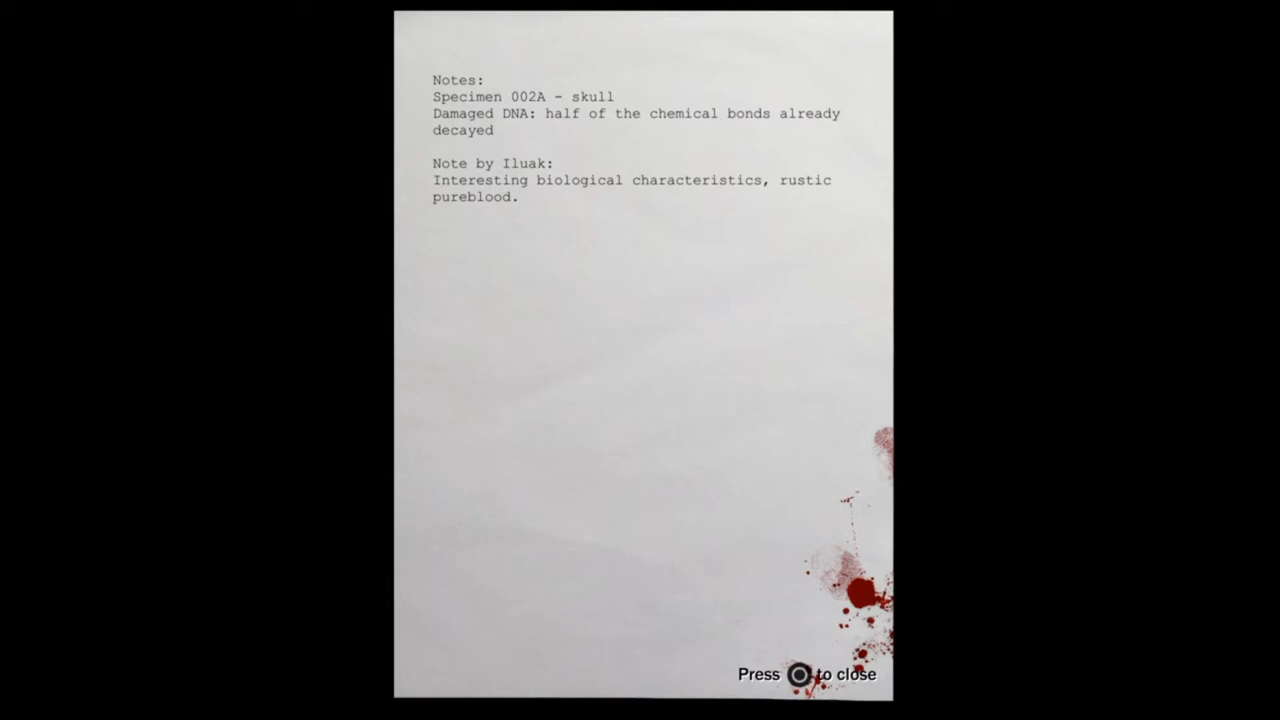 Notes:
Specimen 002A - skull
Damaged DNA: half of the chemical bonds already
decayed
Note by Iluak:
Interesting biological characteristics, rustic
pureblood.
Press to close